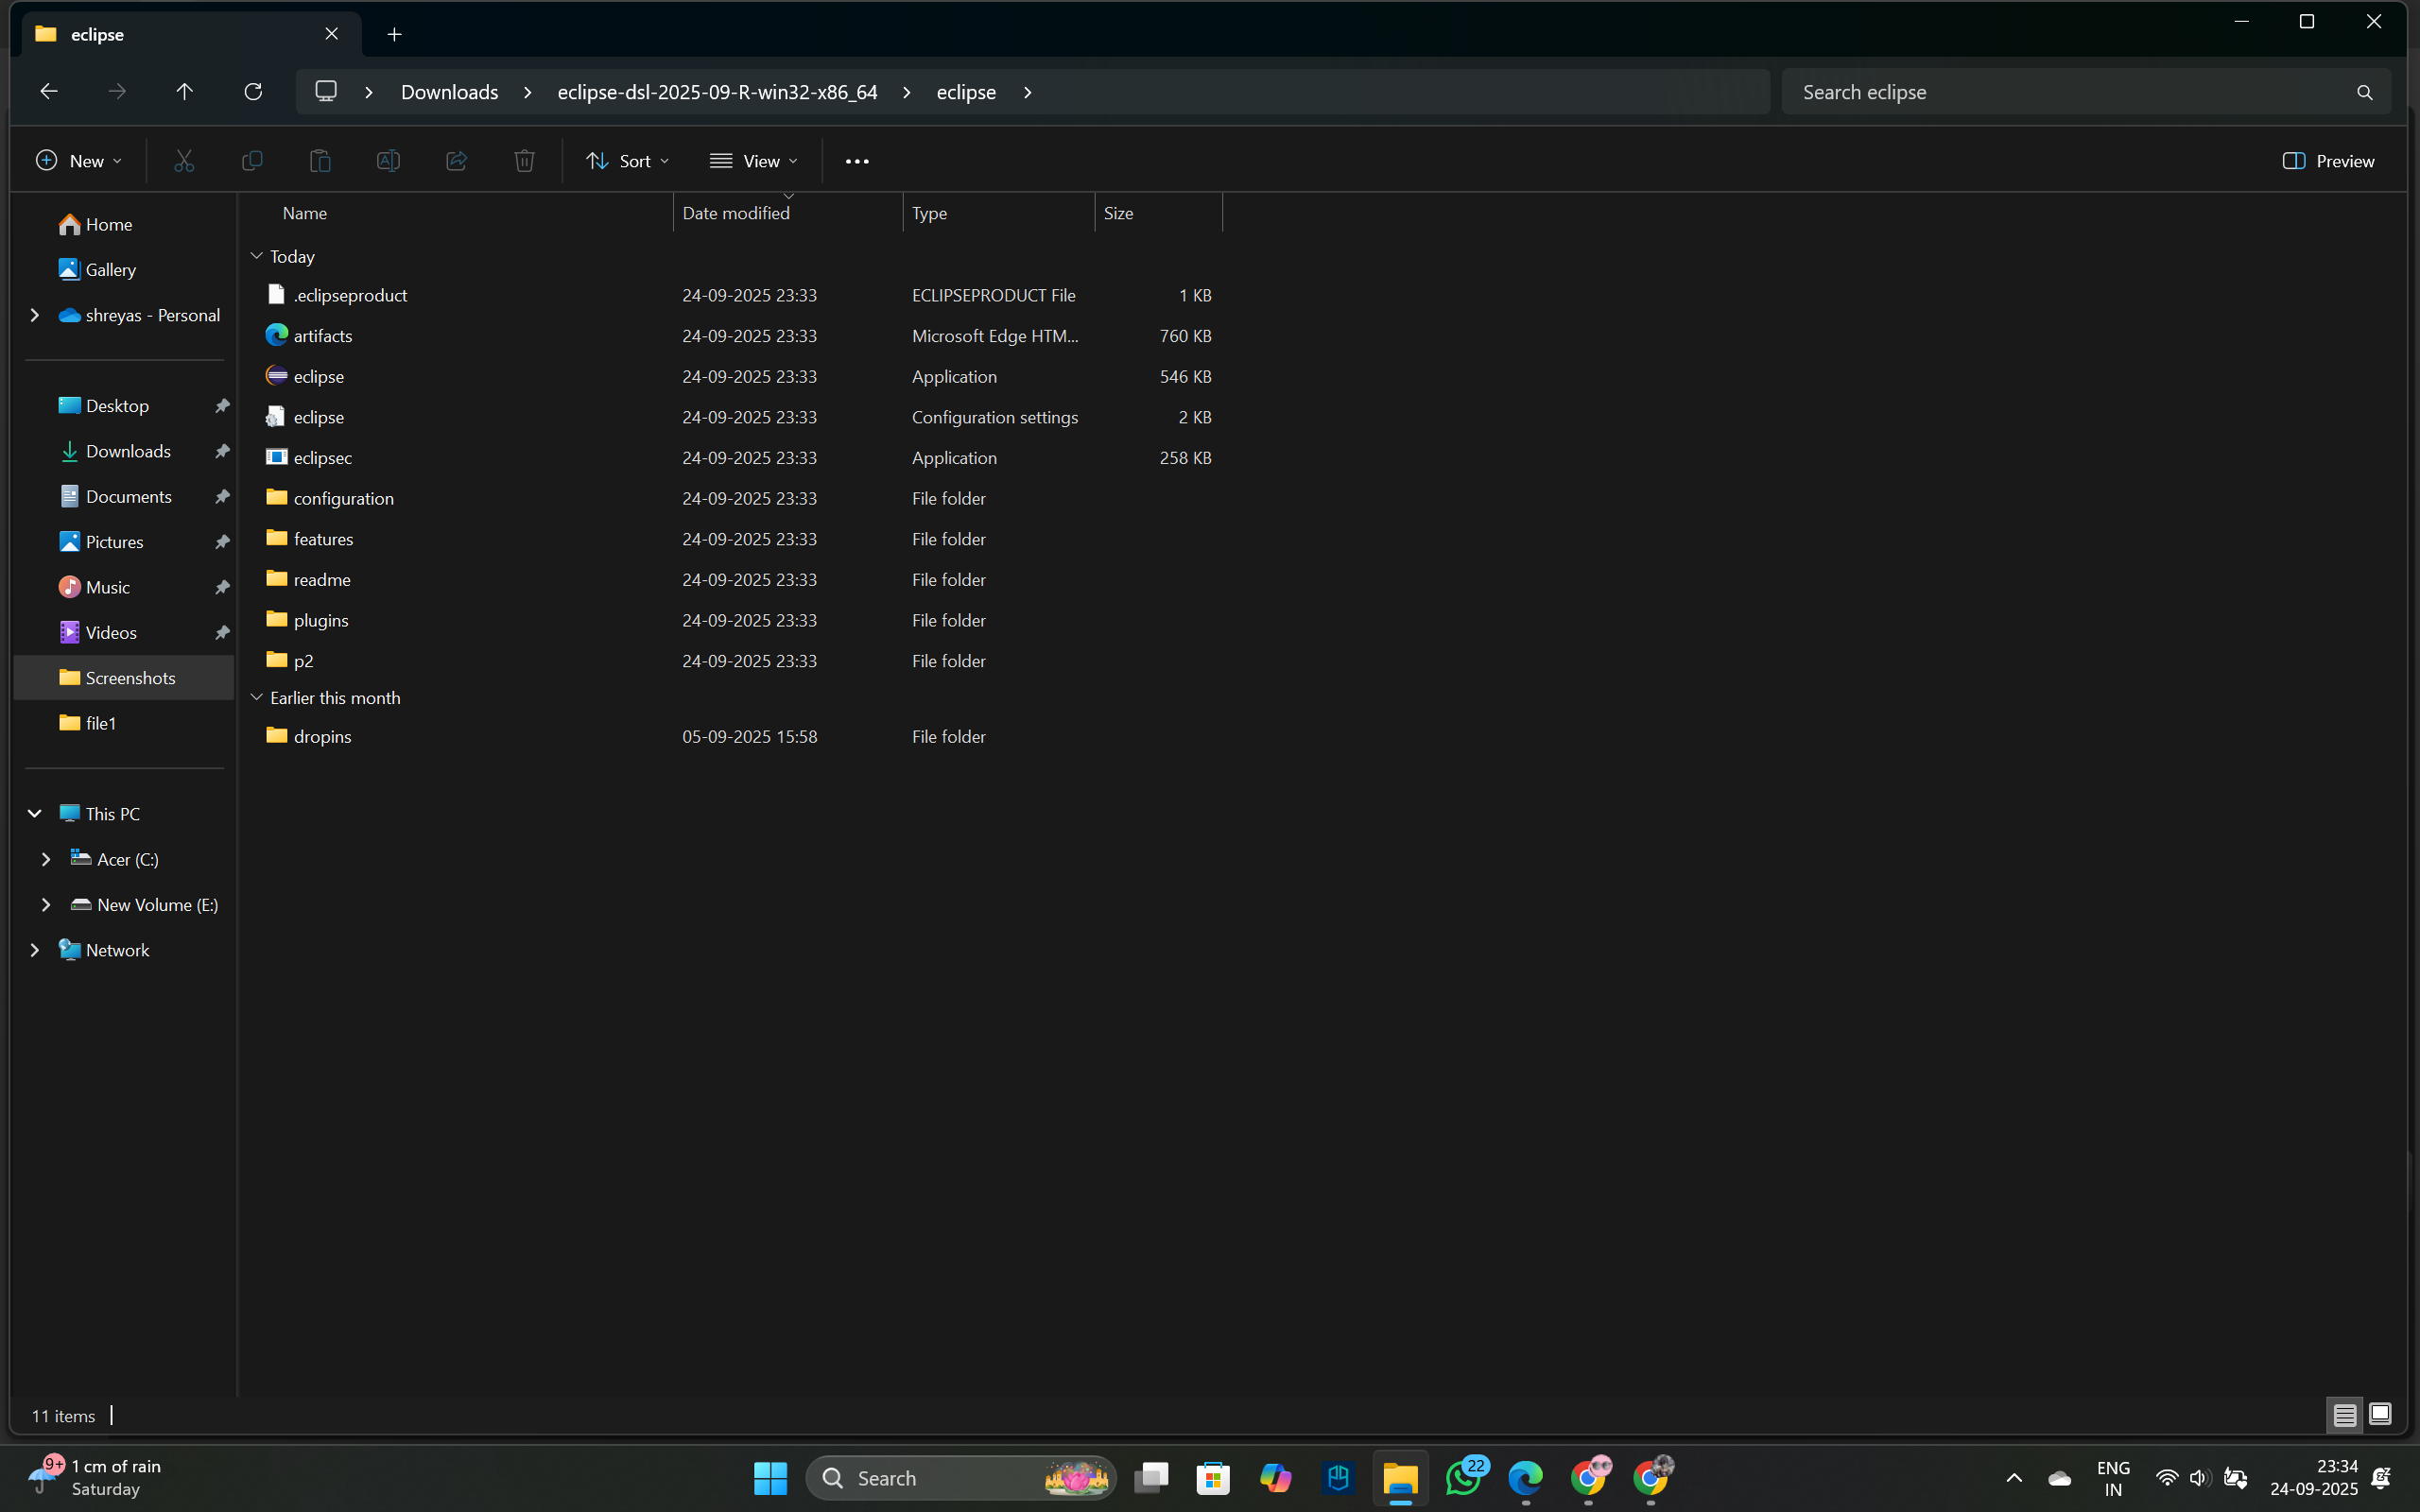 eclipse
Downloads eclipse-dsl-2025-09-R-win32-x86_64 eclipse
Search eclipse
New Sort View Preview
Name Date modified Type Size
Today
.eclipseproduct 24-09-2025 23:33 ECLIPSEPRODUCT File 1 KB
artifacts 24-09-2025 23:33 Microsoft Edge HTM... 760 KB
eclipse 24-09-2025 23:33 Application 546 KB
eclipse 24-09-2025 23:33 Configuration settings 2 KB
eclipsec 24-09-2025 23:33 Application 258 KB
configuration 24-09-2025 23:33 File folder
features 24-09-2025 23:33 File folder
readme 24-09-2025 23:33 File folder
plugins 24-09-2025 23:33 File folder
p2 24-09-2025 23:33 File folder
Earlier this month
dropins 05-09-2025 15:58 File folder
Home
Gallery
shreyas - Personal
Desktop
Downloads
Documents
Pictures
Music
Videos
Screenshots
file1
This PC
Acer (C:)
New Volume (E:)
Network
11 items
9+
1 cm of rain
Saturday
Search
22
ENG
IN
23:34
24-09-2025